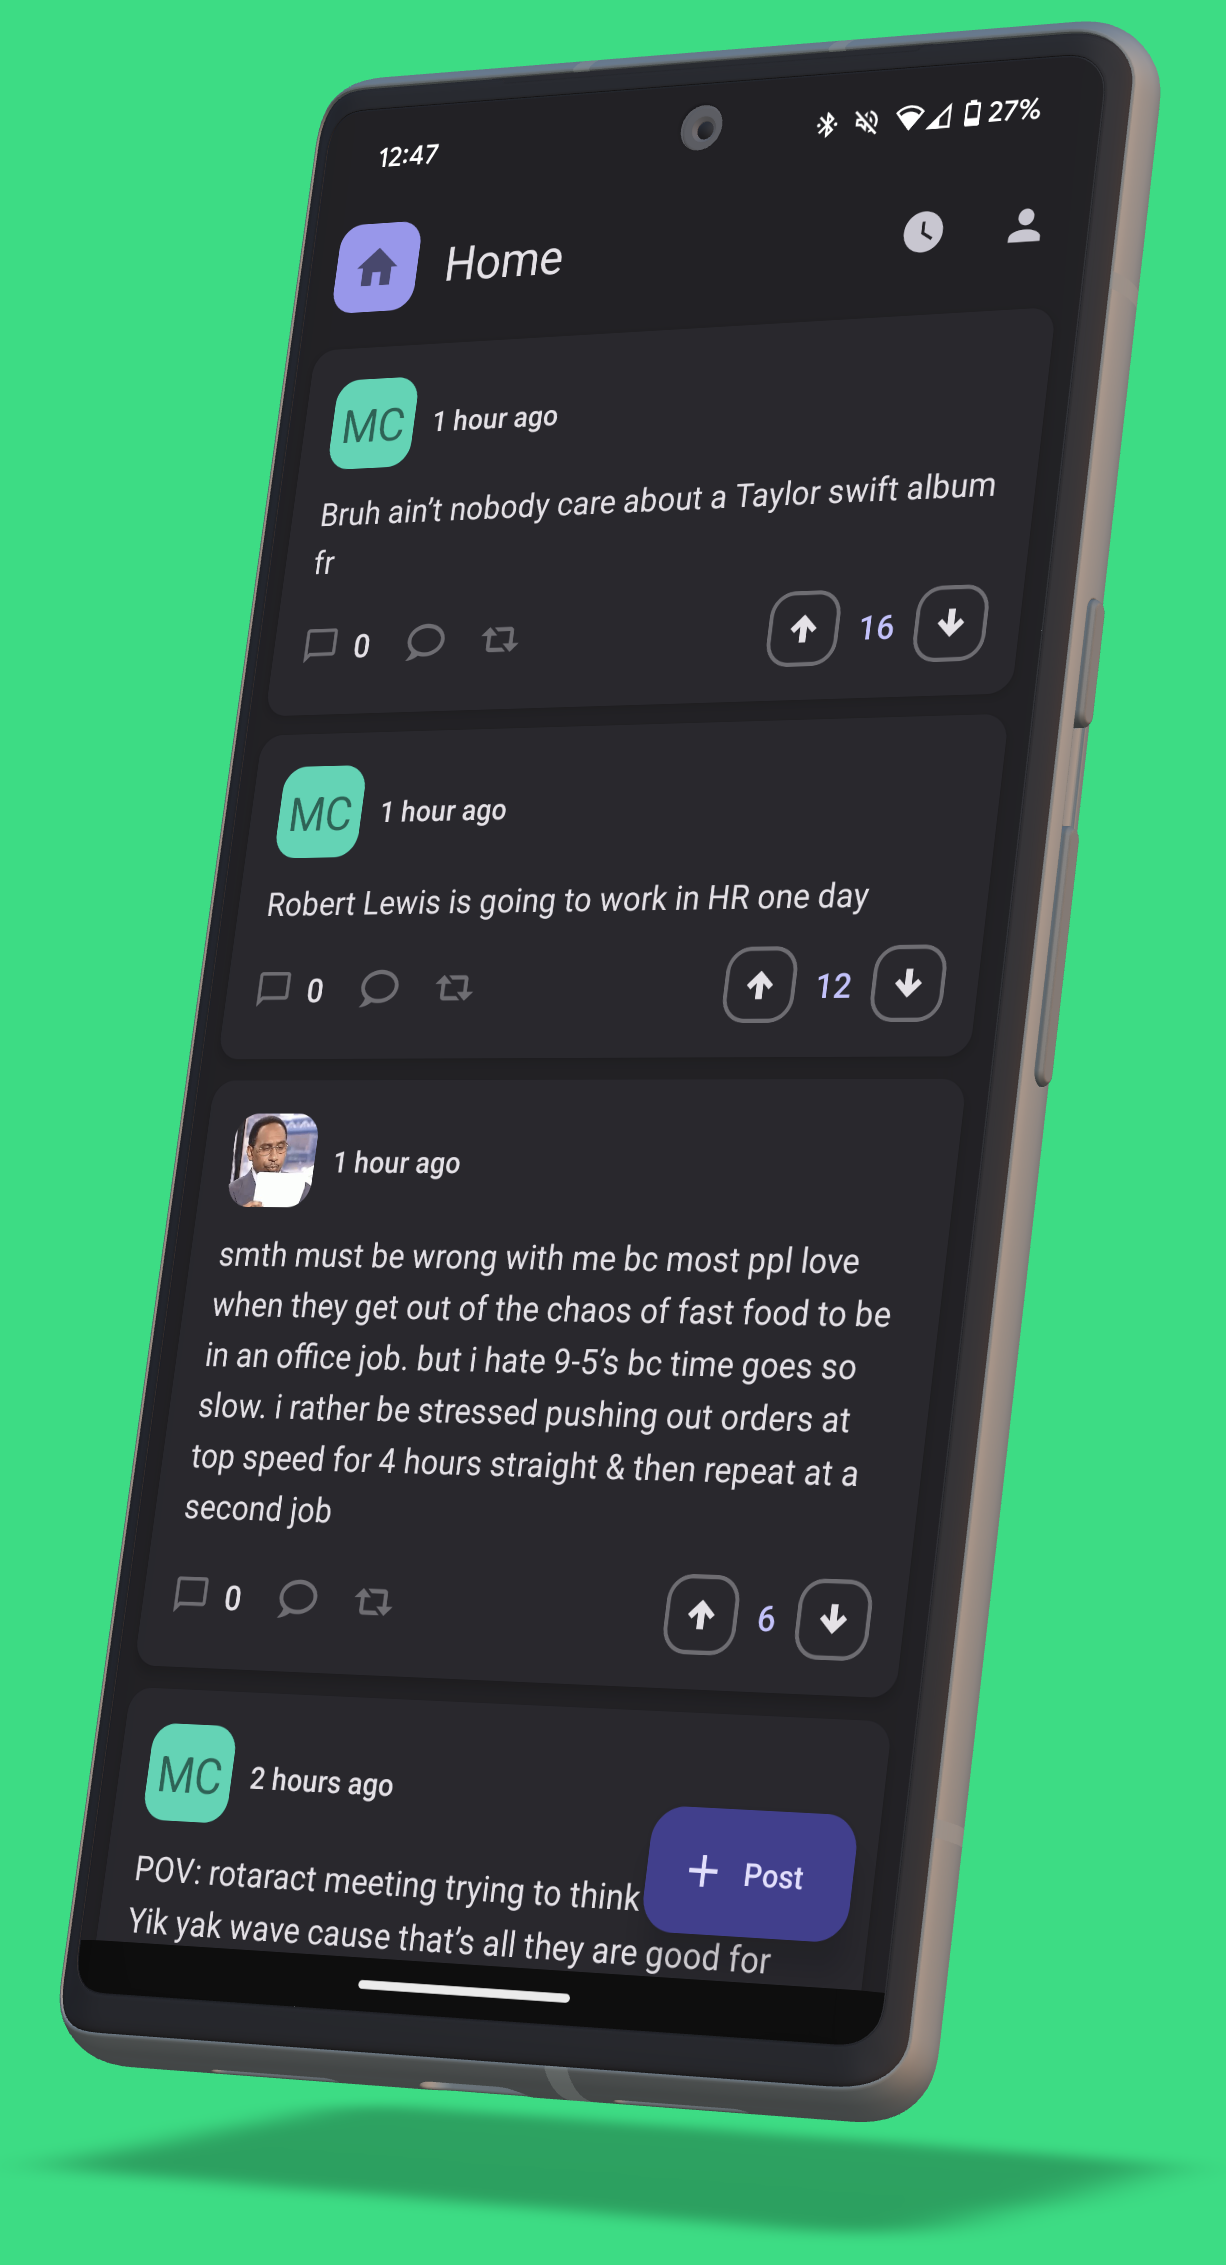 12:47
27%
Home
MC
1 hour ago
Bruh ain't nobody care about a Taylor swift album
fr
0
16
MC
1 hour ago
Robert Lewis is going to work in HR one day
0
12
1 hour ago
smth must be wrong with me bc most ppl love
when they get out of the chaos of fast food to be
in an office job. but i hate 9-5's bc time goes so
slow. i rather be stressed pushing out orders at
top speed for 4 hours straight & then repeat at a
second job
0
6
MC
2 hours ago
POV: rotaract meeting trying to think
Yik yak wave cause that's all they are good for
Post